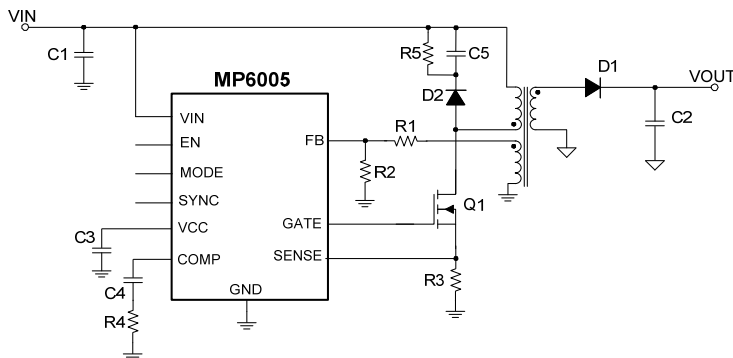 VIN
C1
R5
C5
D1
VOUT
MP6005
D2
C2
VIN
EN
FB
R1
MODE
R2
SYNC
Q1
VCC
GATE
C3
COMP
SENSE
R3
C4
GND
R4